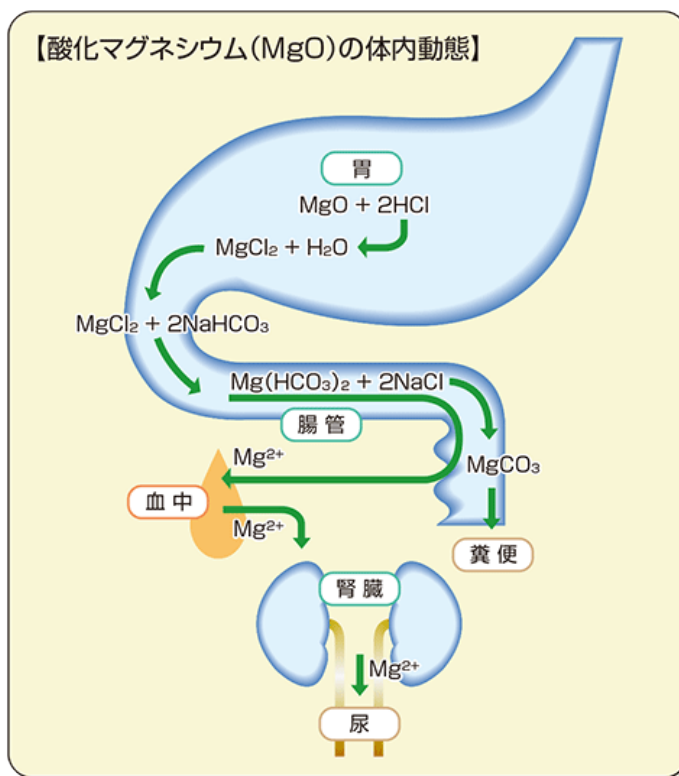 【酸化マグネシウム(MgO)の体内動態】
胃
MgO + 2HCl
MgCl₂ + H₂O
MgCl₂ + 2NaHCO₃
Mg(HCO₃)₂ + 2NaCl
腸管
MgCO₃
Mg²⁺
血中
Mg²⁺
糞便
腎臓
Mg²⁺
尿